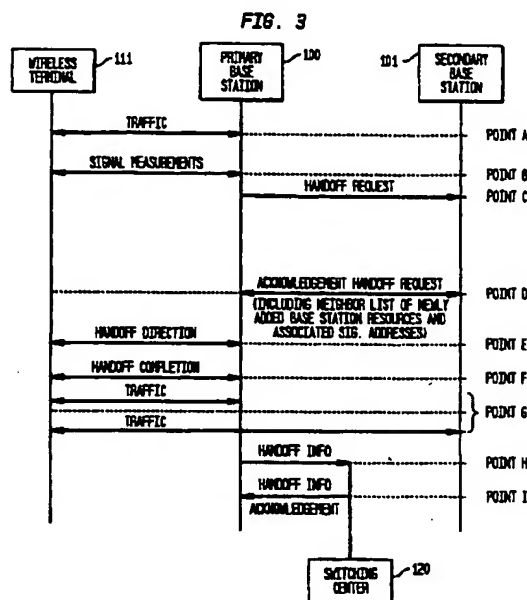 FIG. 3
WIRELESS
TERMINAL
111
PRIMARY
BASE
STATION
100
101
SECONDARY
BASE
STATION
TRAFFIC
POINT A
SIGNAL MEASUREMENTS
POINT B
HANDOFF REQUEST
POINT C
ACKNOWLEDGEMENT HANDOFF REQUEST
POINT D
(INCLUDING NEIGHBOR LIST OF NEWLY
ADDED BASE STATION RESOURCES AND
ASSOCIATED SIG. ADDRESSES)
HANDOFF DIRECTION
POINT E
HANDOFF COMPLETION
POINT F
TRAFFIC
POINT G
TRAFFIC
HANDOFF INFO
POINT H
HANDOFF INFO
POINT I
ACKNOWLEDGEMENT
SWITCHING
CENTER
120